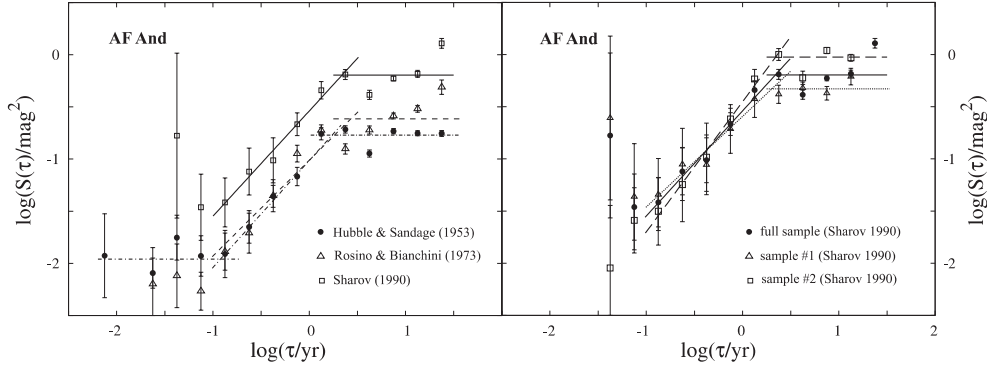 AF And
log(S(τ)/mag²)
0
-1
-2
Hubble & Sandage (1953)
Rosino & Bianchini (1973)
Sharov (1990)
-2 -1 0 1
log(τ/yr)
AF And
full sample (Sharov 1990)
sample #1 (Sharov 1990)
sample #2 (Sharov 1990)
-2 -1 0 1 2
log(τ/yr)
0
-1
-2
log(S(τ)/mag²)